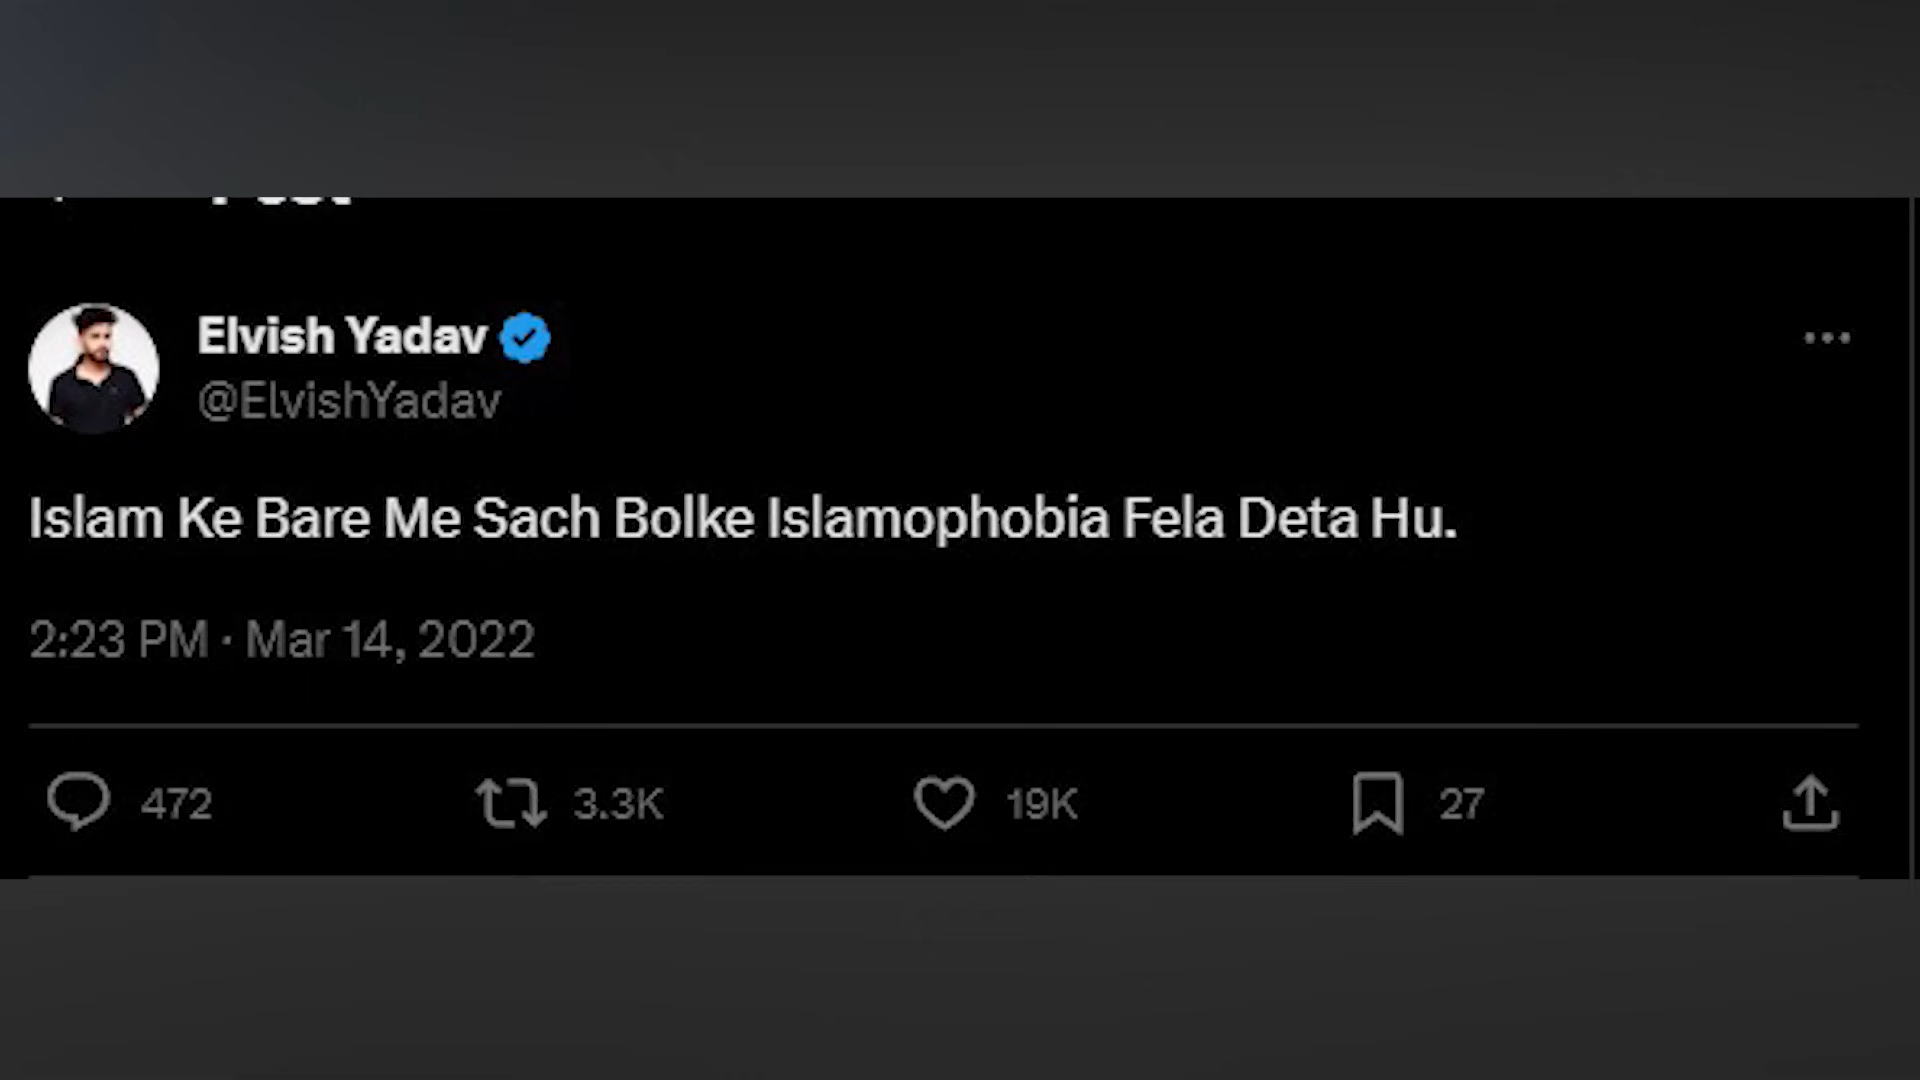 Elvish Yadav
@ElvishYadav
Islam Ke Bare Me Sach Bolke Islamophobia Fela Deta Hu.
2:23 PM · Mar 14, 2022
472 3.3K 19K 27